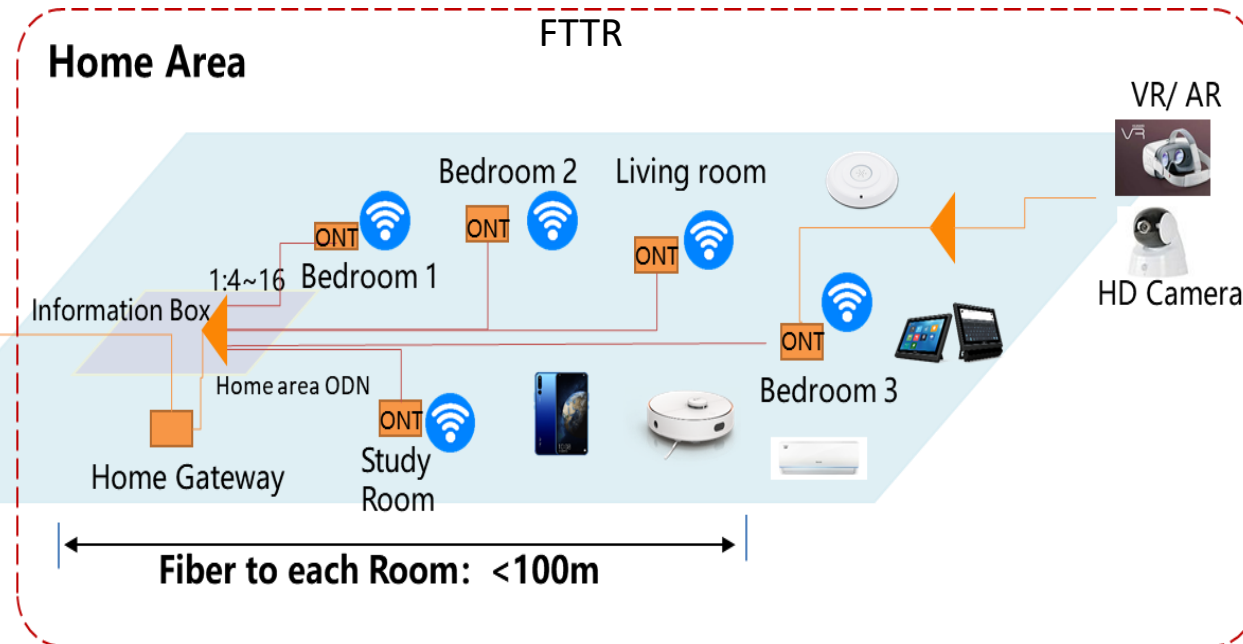 FTTR
Home Area
VR/ AR
VR
Bedroom 2
Living room
ONT
ONT
ONT
1:4~16
Bedroom 1
Information Box
HD Camera
ONT
Home area ODN
Bedroom 3
ONT
Home Gateway
Study
Room
Fiber to each Room: <100m